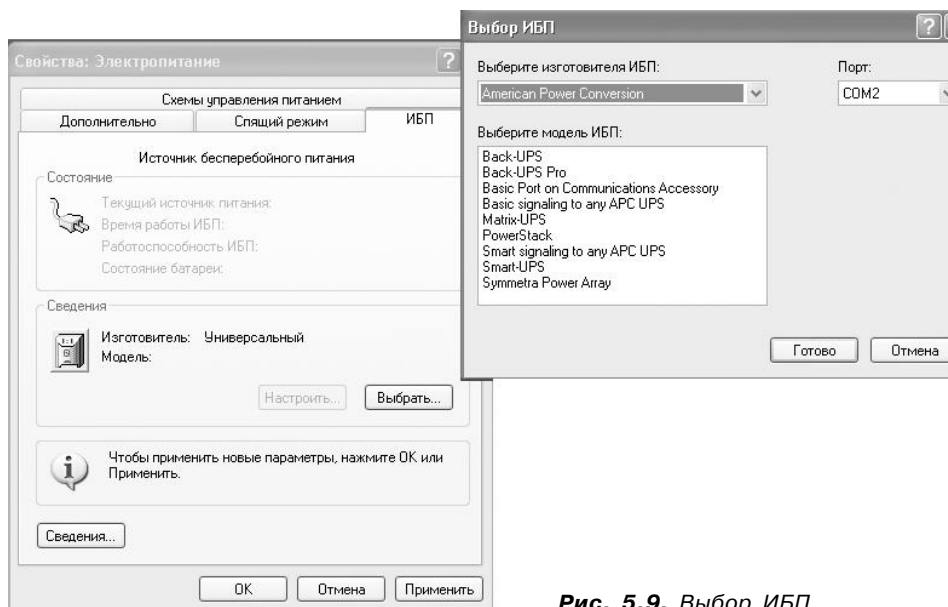 Свойства: Электропитание
Схемы управления питанием
Дополнительно
Спящий режим
ИБП
Источник бесперебойного питания
Состояние
Текущий источник питания:
Время работы ИБП:
Работоспособность ИБП:
Состояние батареи:
Сведения
Изготовитель: Универсальный
Модель:
Настроить...
Выбрать...
Чтобы применить новые параметры, нажмите OK или
Применить.
Сведения...
OK
Отмена
Применить
Выбор ИБП
Выберите изготовителя ИБП:
Порт:
American Power Conversion
COM2
Выберите модель ИБП:
Back-UPS
Back-UPS Pro
Basic Port on Communications Accessory
Basic signaling to any APC UPS
Matrix-UPS
PowerStack
Smart signaling to any APC UPS
Smart-UPS
Symmetra Power Array
Готово
Отмена
Рис. 5.9. Выбор ИБП